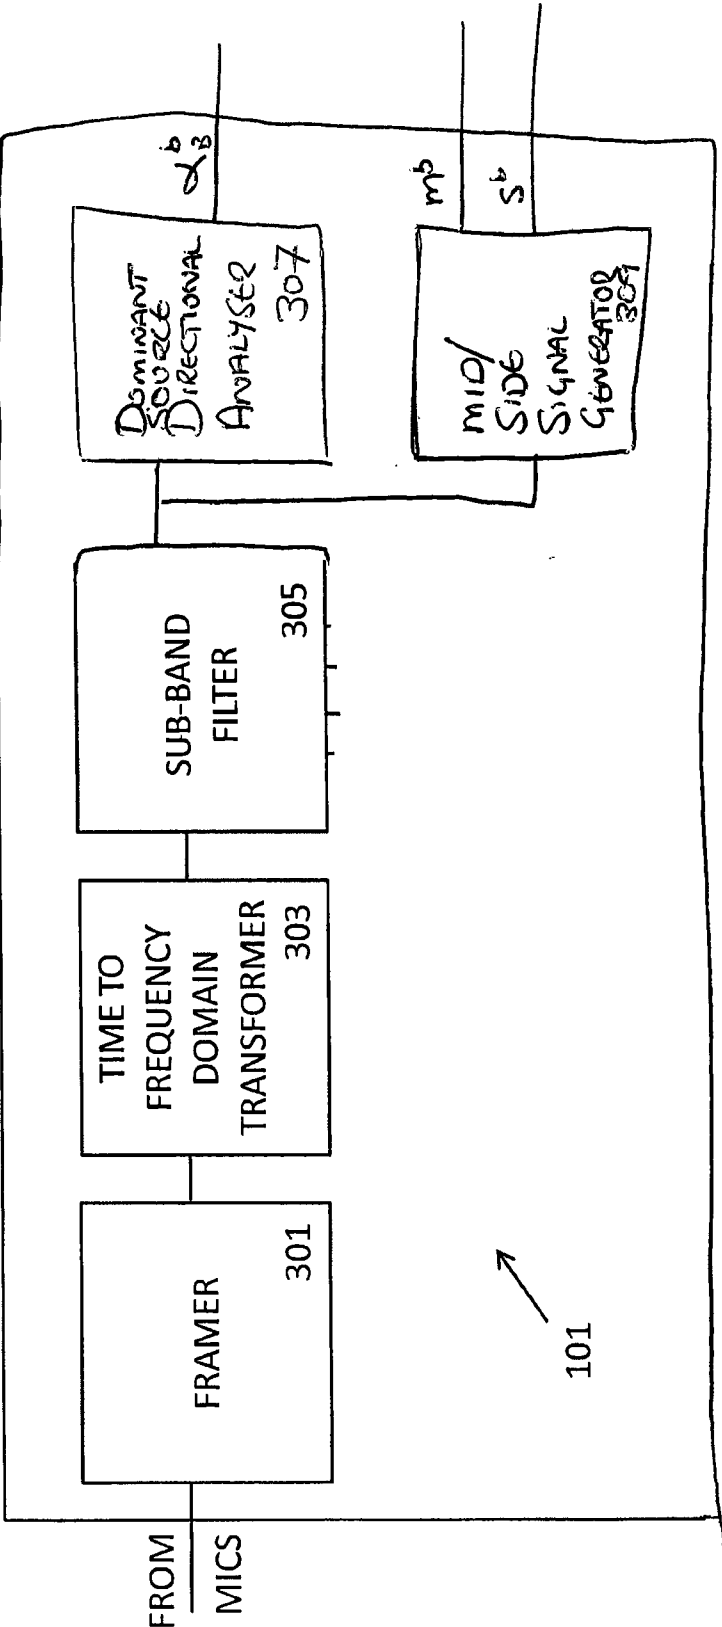 FROM
MICS
FRAMER
301
TIME TO
FREQUENCY
DOMAIN
TRANSFORMER
303
SUB-BAND
FILTER
305
DOMINANT
SOURCE
DIRECTIONAL
ANALYSER
307
α_B^b
MID/
SIDE
SIGNAL
GENERATOR
309
m^b
S^b
101